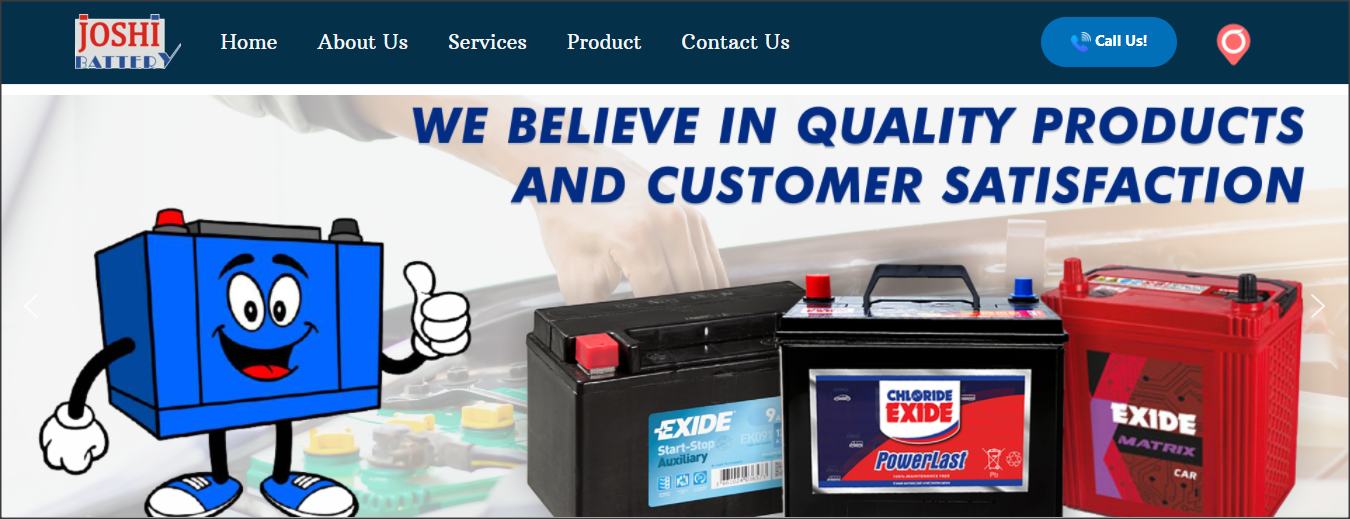 JOSHI
BATTERY
Home
About Us
Services
Product
Contact Us
Call Us!
WE BELIEVE IN QUALITY PRODUCTS
AND CUSTOMER SATISFACTION
EXIDE
Start-Stop
Auxiliary
CHLORIDE
EXIDE
PowerLast
Pb
EXIDE
MATRIX
CAR